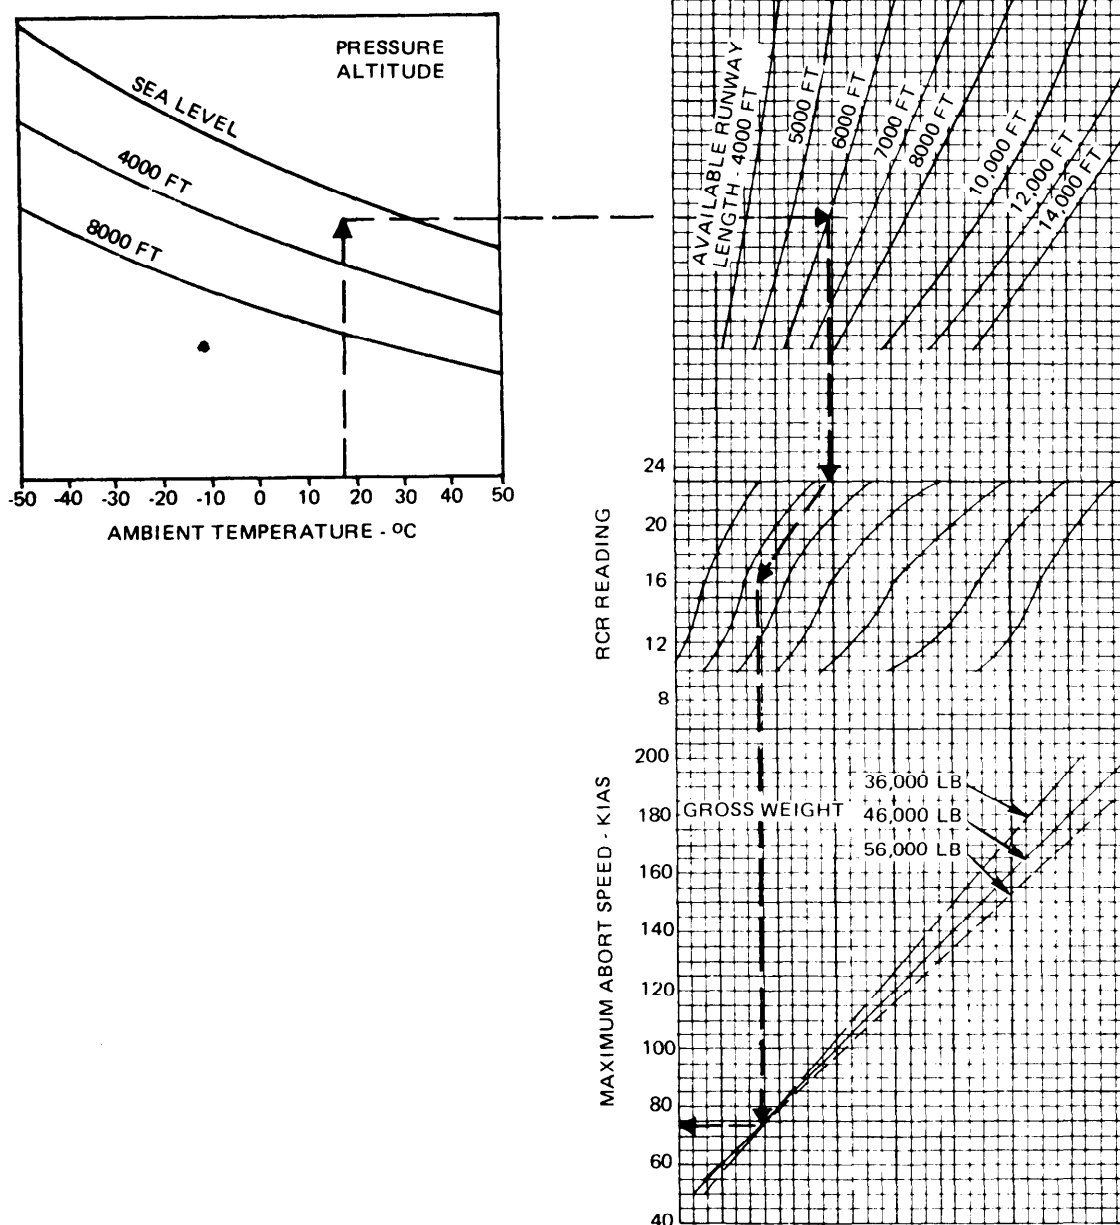 PRESSURE
ALTITUDE
SEA LEVEL
4000 FT
8000 FT
-50 -40 -30 -20 -10 0 10 20 30 40 50
AMBIENT TEMPERATURE - ºC
AVAILABLE RUNWAY
LENGTH - 4000 FT
5000 FT
6000 FT
7000 FT
8000 FT
10,000 FT
12,000 FT
14,000 FT
RCR READING
24
20
16
12
8
MAXIMUM ABORT SPEED - KIAS
200
180
160
140
120
100
80
60
40
GROSS WEIGHT
36,000 LB
46,000 LB
56,000 LB